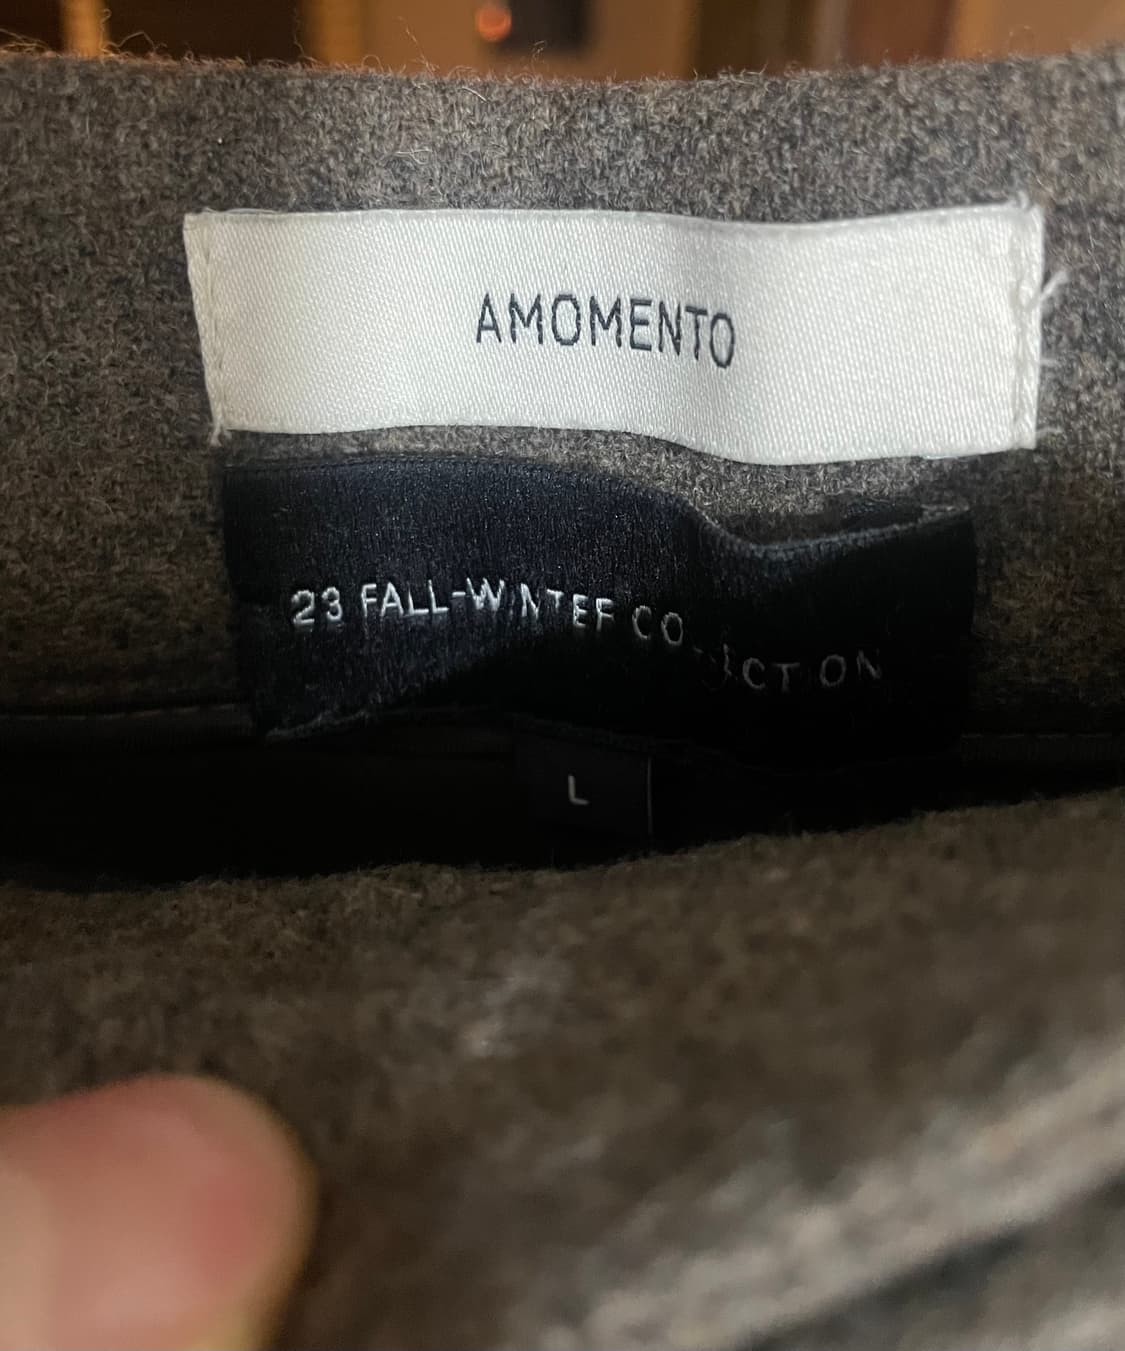 AMOMENTO
23 FALL-WINTER COLLECTION
L